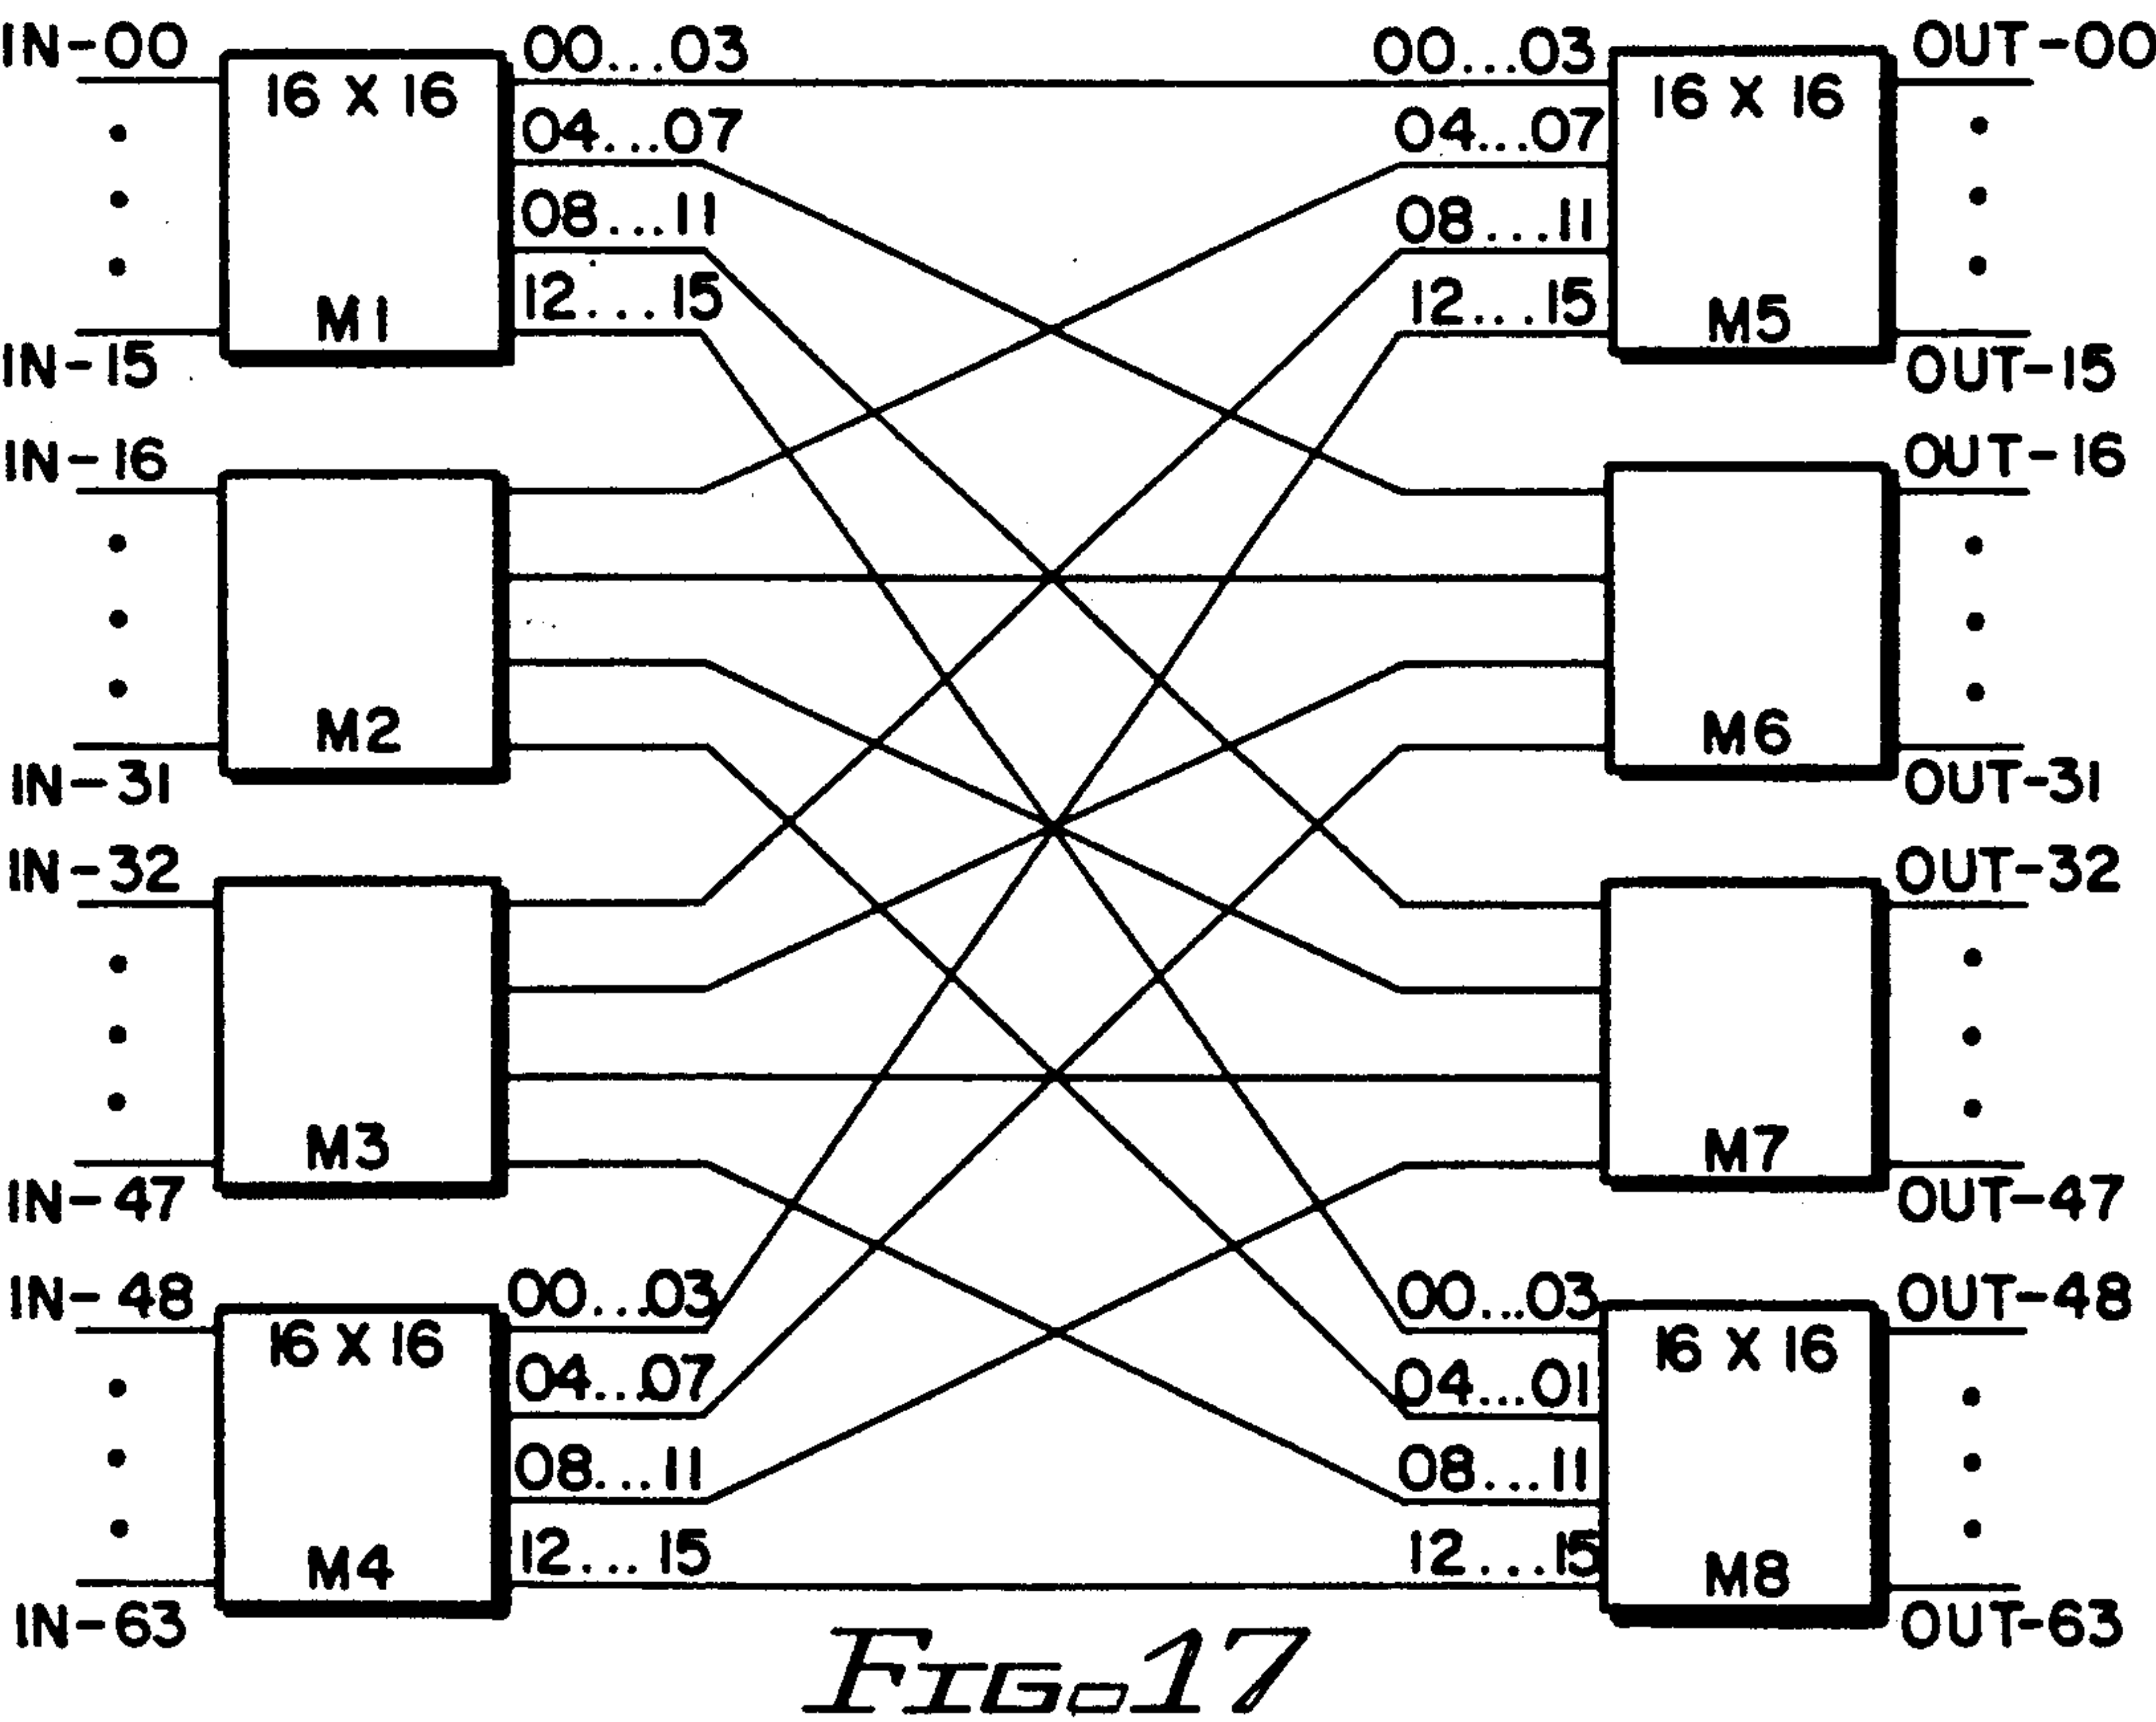 IN-00
16 X 16
M1
IN-15
00...03
04...07
08...11
12...15
00...03
04...07
08...11
12...15
16 X 16
M5
OUT-00
OUT-15
IN-16
M2
IN-31
M6
OUT-16
OUT-31
IN-32
M3
IN-47
M7
OUT-32
OUT-47
IN-48
16 X 16
M4
IN-63
00...03
04...07
08...11
12...15
00...03
04...01
08...11
12...15
16 X 16
M8
OUT-48
OUT-63
FIG. 17